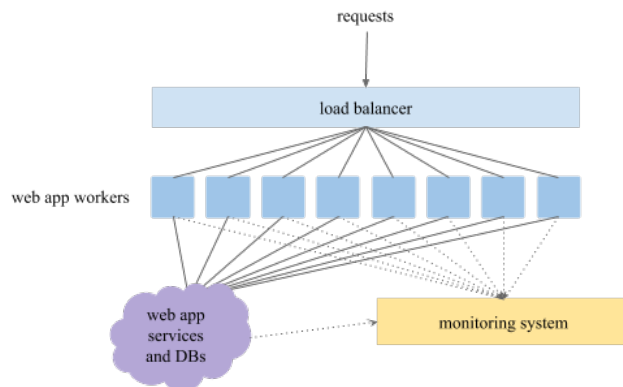 requests
load balancer
web app workers
web app
services
and DBs
monitoring system